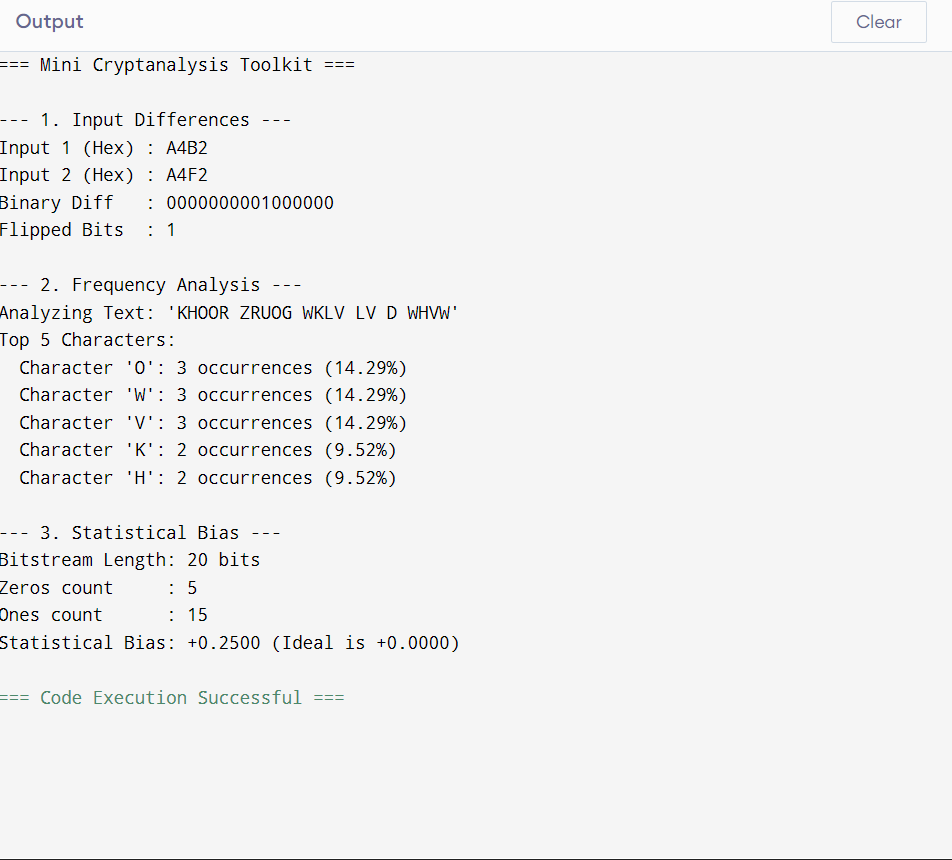 Output
Clear
=== Mini Cryptanalysis Toolkit ===
--- 1. Input Differences ---
Input 1 (Hex) : A4B2
Input 2 (Hex) : A4F2
Binary Diff   : 0000000001000000
Flipped Bits  : 1
--- 2. Frequency Analysis ---
Analyzing Text: 'KHOOR ZRUOG WKLV LV D WHVW'
Top 5 Characters:
  Character 'O': 3 occurrences (14.29%)
  Character 'W': 3 occurrences (14.29%)
  Character 'V': 3 occurrences (14.29%)
  Character 'K': 2 occurrences (9.52%)
  Character 'H': 2 occurrences (9.52%)
--- 3. Statistical Bias ---
Bitstream Length: 20 bits
Zeros count     : 5
Ones count      : 15
Statistical Bias: +0.2500 (Ideal is +0.0000)
=== Code Execution Successful ===